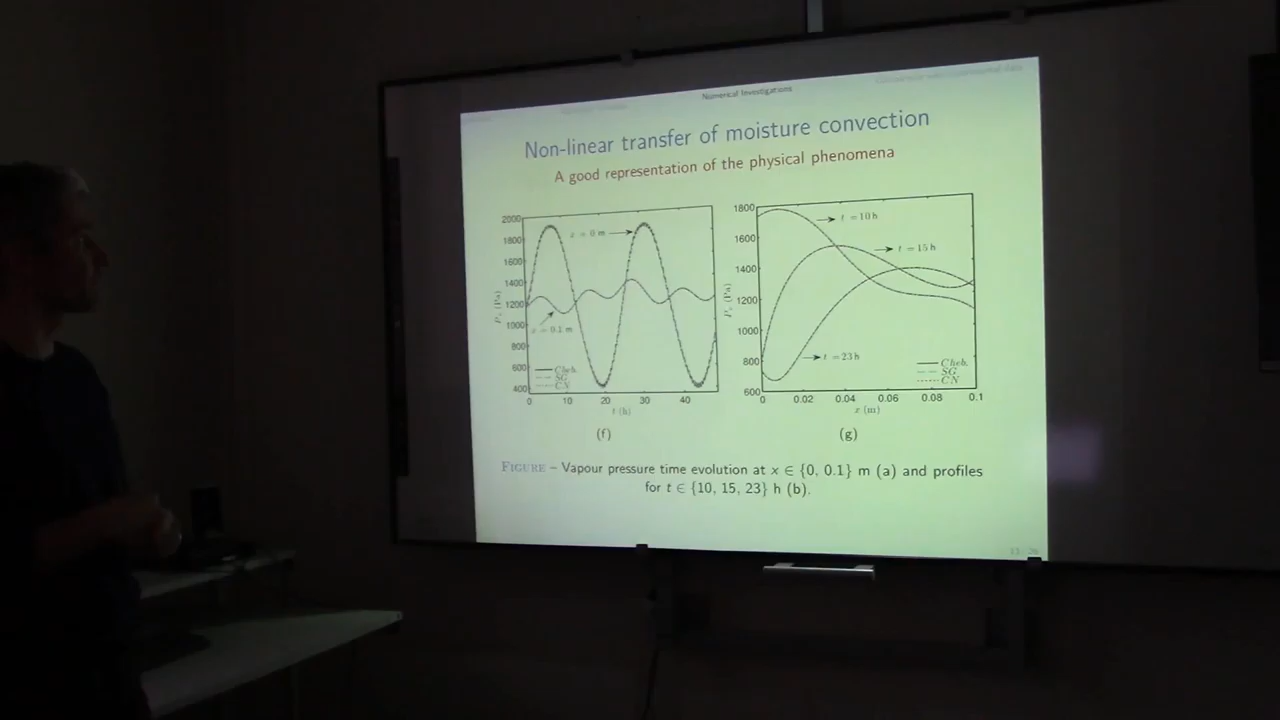 Numerical Investigations
Non-linear transfer of moisture convection
A good representation of the physical phenomena
2000
1800
1600
1400
1200
1000
800
600
400
0
10
20
30
40
x = 0 m
x = 0.1 m
Cheb.
SG
CN
t (h)
(f)
1800
1600
1400
1200
1000
800
600
0
0.02
0.04
0.06
0.08
0.1
t = 10 h
t = 15 h
t = 23 h
Cheb.
SG
CN
x (m)
(g)
FIGURE – Vapour pressure time evolution at x ∈ {0, 0.1} m (a) and profiles
for t ∈ {10, 15, 23} h (b).